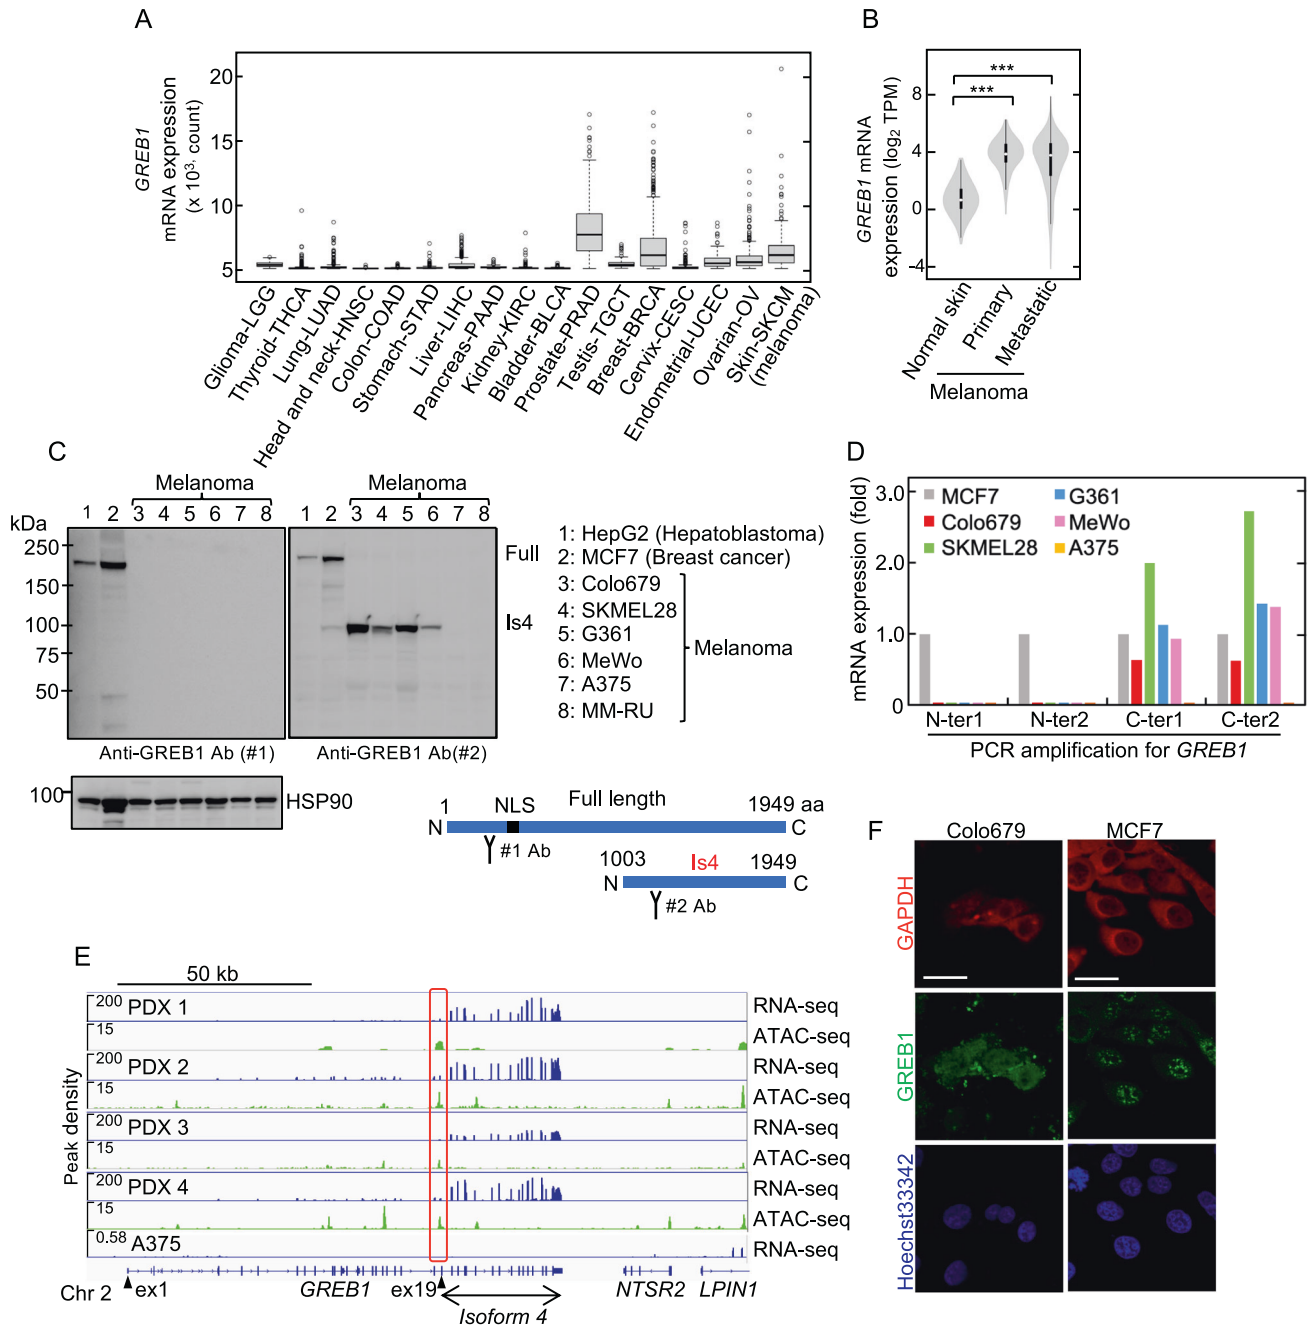 A
GREB1
mRNA expression
(x 10³, count)
20
15
10
5
Glioma-LGG
Thyroid-THCA
Lung-LUAD
Head and neck-HNSC
Colon-COAD
Stomach-STAD
Liver-LIHC
Pancreas-PAAD
Kidney-KIRC
Bladder-BLCA
Prostate-PRAD
Testis-TGCT
Breast-BRCA
Cervix-CESC
Endometrial-UCEC
Ovarian-OV
Skin-SKCM
(melanoma)
B
GREB1 mRNA
expression (log₂ TPM)
8
4
0
-4
***
***
Normal skin
Primary
Metastatic
Melanoma
C
Melanoma
Melanoma
kDa
1 2 3 4 5 6 7 8
1 2 3 4 5 6 7 8
250
150
100
75
50
Full
Is4
Anti-GREB1 Ab (#1)
Anti-GREB1 Ab(#2)
100
HSP90
1: HepG2 (Hepatoblastoma)
2: MCF7 (Breast cancer)
3: Colo679
4: SKMEL28
5: G361
6: MeWo
7: A375
8: MM-RU
Melanoma
1 NLS Full length 1949 aa
N C
#1 Ab
1003 Is4 1949
N C
#2 Ab
D
mRNA expression (fold)
3.0
2.0
1.0
0
MCF7
Colo679
SKMEL28
G361
MeWo
A375
N-ter1 N-ter2 C-ter1 C-ter2
PCR amplification for GREB1
E
50 kb
Peak density
200 PDX 1 RNA-seq
15 ATAC-seq
200 PDX 2 RNA-seq
15 ATAC-seq
200 PDX 3 RNA-seq
15 ATAC-seq
200 PDX 4 RNA-seq
15 ATAC-seq
0.58 A375 RNA-seq
Chr 2 ex1 GREB1 ex19 NTSR2 LPIN1
Isoform 4
F
Colo679 MCF7
GAPDH
GREB1
Hoechst33342